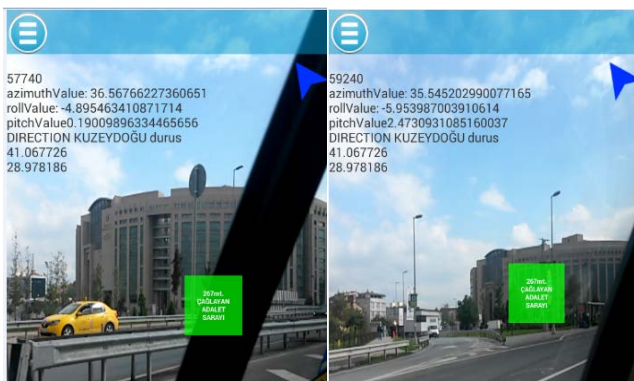 57740
azimuthValue: 36.56766227360651
rollValue: -4.895463410871714
pitchValue0.19009896334465656
DIRECTION KUZEYDOĞU durus
41.067726
28.978186
267mt.
ÇAĞLAYAN
ADALET
SARAYI
59240
azimuthValue: 35.545202990077165
rollValue: -5.953987003910614
pitchValue2.4730931085160037
DIRECTION KUZEYDOĞU durus
41.067726
28.978186
267mt.
ÇAĞLAYAN
ADALET
SARAYI